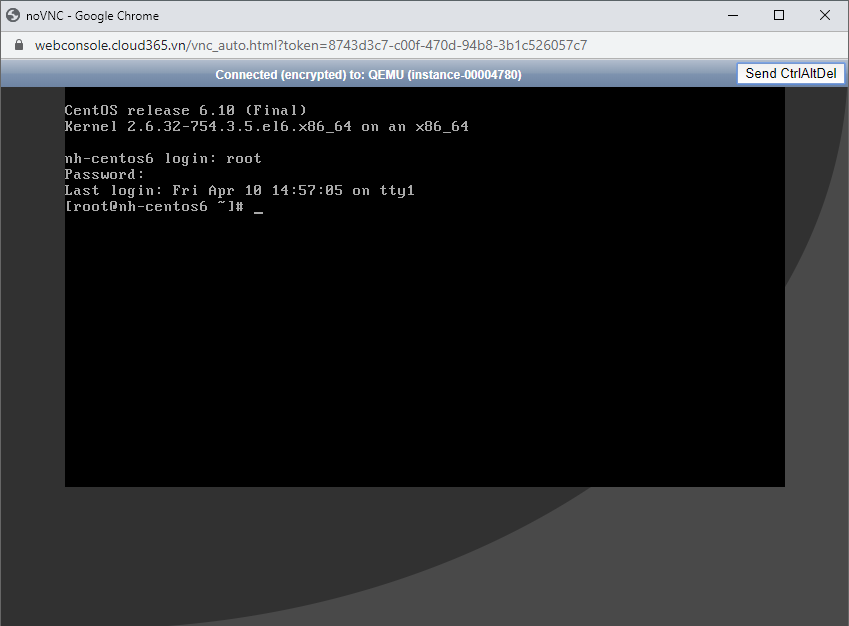 noVNC - Google Chrome
webconsole.cloud365.vn/vnc_auto.html?token=8743d3c7-c00f-470d-94b8-3b1c526057c7
Connected (encrypted) to: QEMU (instance-00004780)
Send CtrlAltDel
CentOS release 6.10 (Final)
Kernel 2.6.32-754.3.5.el6.x86_64 on an x86_64
nh-centos6 login: root
Password:
Last login: Fri Apr 10 14:57:05 on tty1
[root@nh-centos6 ~]# _